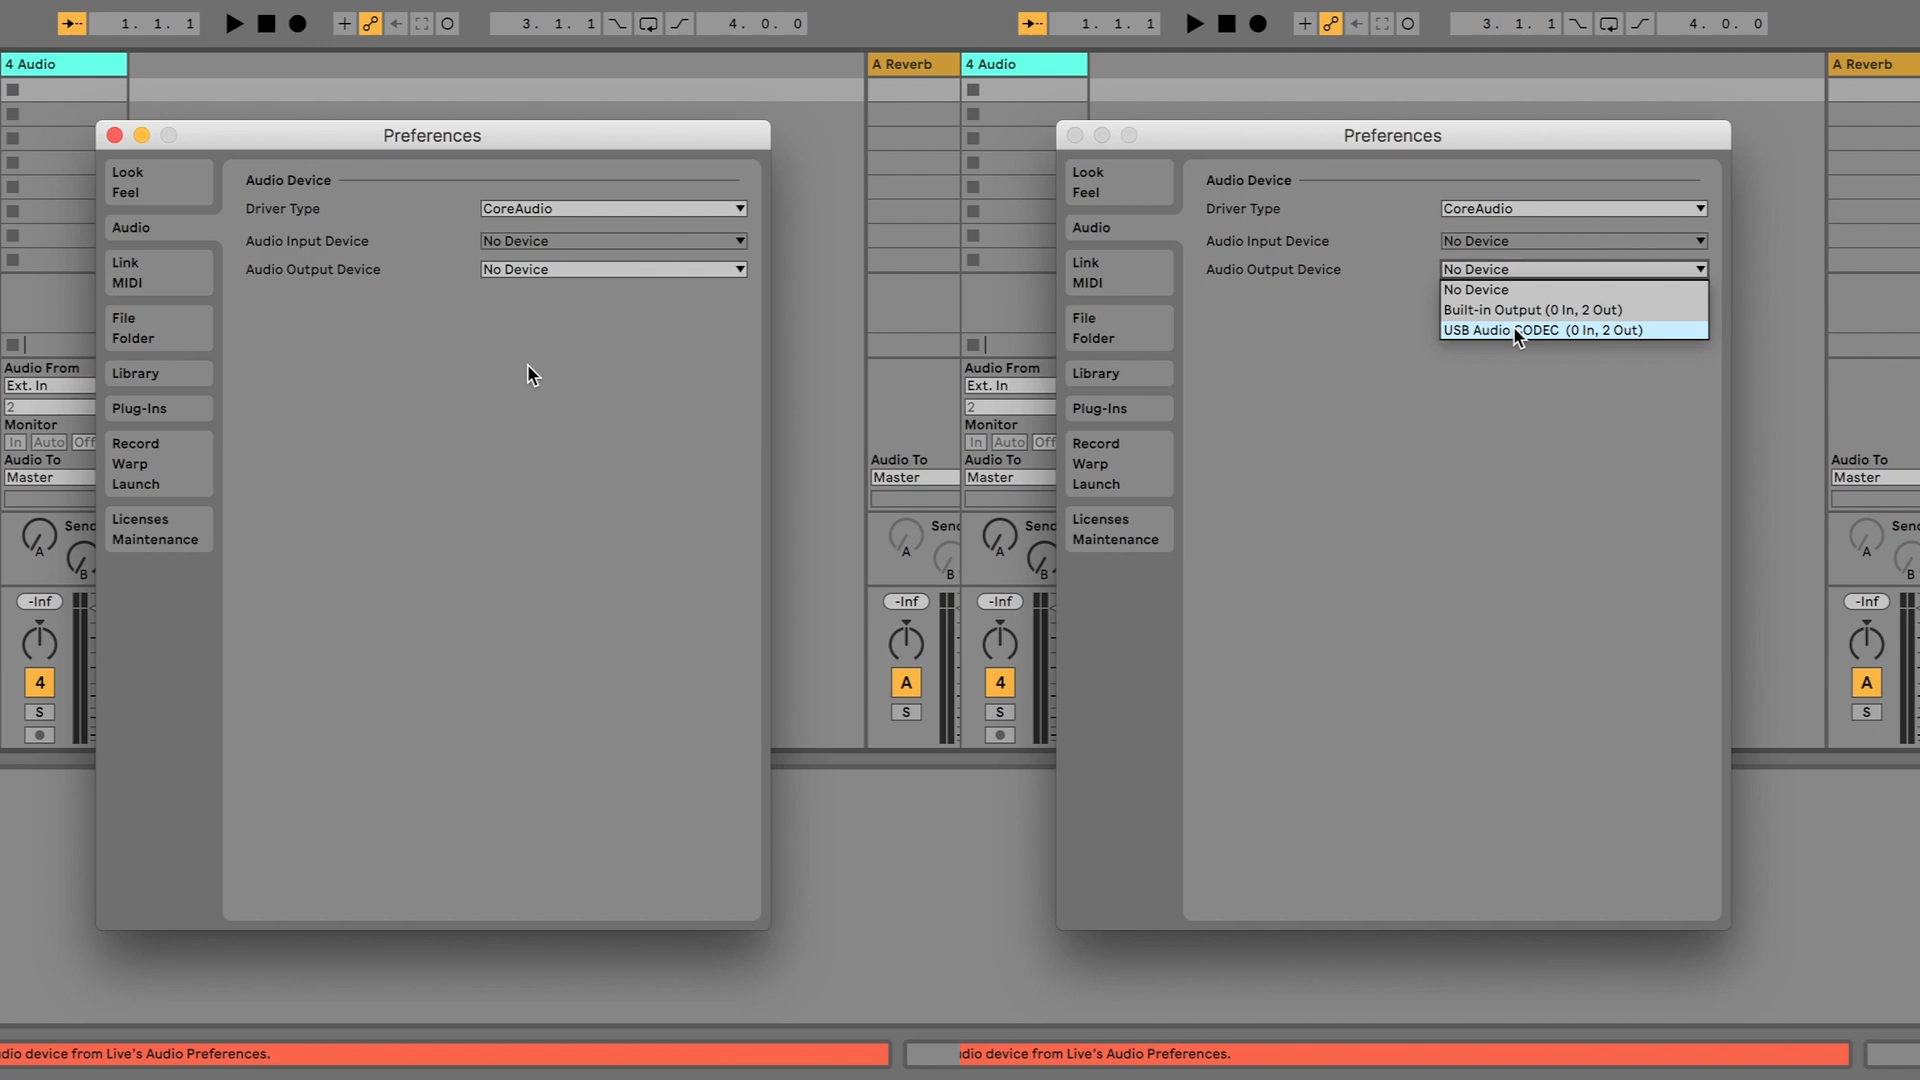 1. 1. 1
3. 1. 1
4. 0. 0
1. 1. 1
3. 1. 1
4. 0. 0
4 Audio
A Reverb
4 Audio
A Reverb
Preferences
Look
Feel
Audio
Link
MIDI
File
Folder
Library
Plug-Ins
Record
Warp
Launch
Licenses
Maintenance
Audio Device
Driver Type
CoreAudio
Audio Input Device
No Device
Audio Output Device
No Device
Preferences
Look
Feel
Audio
Link
MIDI
File
Folder
Library
Plug-Ins
Record
Warp
Launch
Licenses
Maintenance
Audio Device
Driver Type
CoreAudio
Audio Input Device
No Device
Audio Output Device
No Device
No Device
Built-in Output (0 In, 2 Out)
USB Audio CODEC (0 In, 2 Out)
Audio From
Ext. In
2
Monitor
In Auto Off
Audio To
Master
Send
A
B
-Inf
4
S
Audio To
Master
Send
A
B
-Inf
A
S
Audio From
Ext. In
2
Monitor
In Auto Off
Audio To
Master
Send
A
B
-Inf
4
S
Audio To
Master
A
B
-Inf
A
S
dio device from Live's Audio Preferences.
dio device from Live's Audio Preferences.